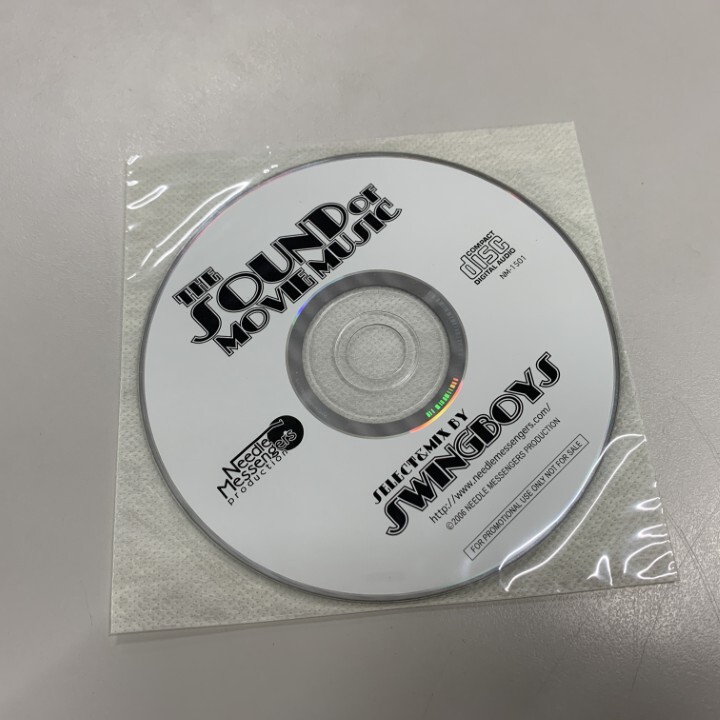 THE
SOUND OF
MOVIE MUSIC
COMPACT
disc
DIGITAL AUDIO
NM-1501
Needle
Messengers
production
SELECT&MIX BY
SWINGBOYS
http://www.needlemessengers.com/
©2006 NEEDLE MESSENGERS PRODUCTION
FOR PROMOTIONAL USE ONLY NOT FOR SALE